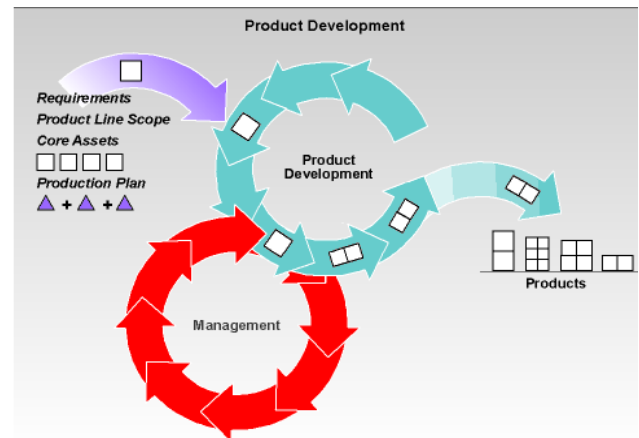 Product Development
Requirements
Product Line Scope
Core Assets
Production Plan
+ +
Product
Development
Management
Products